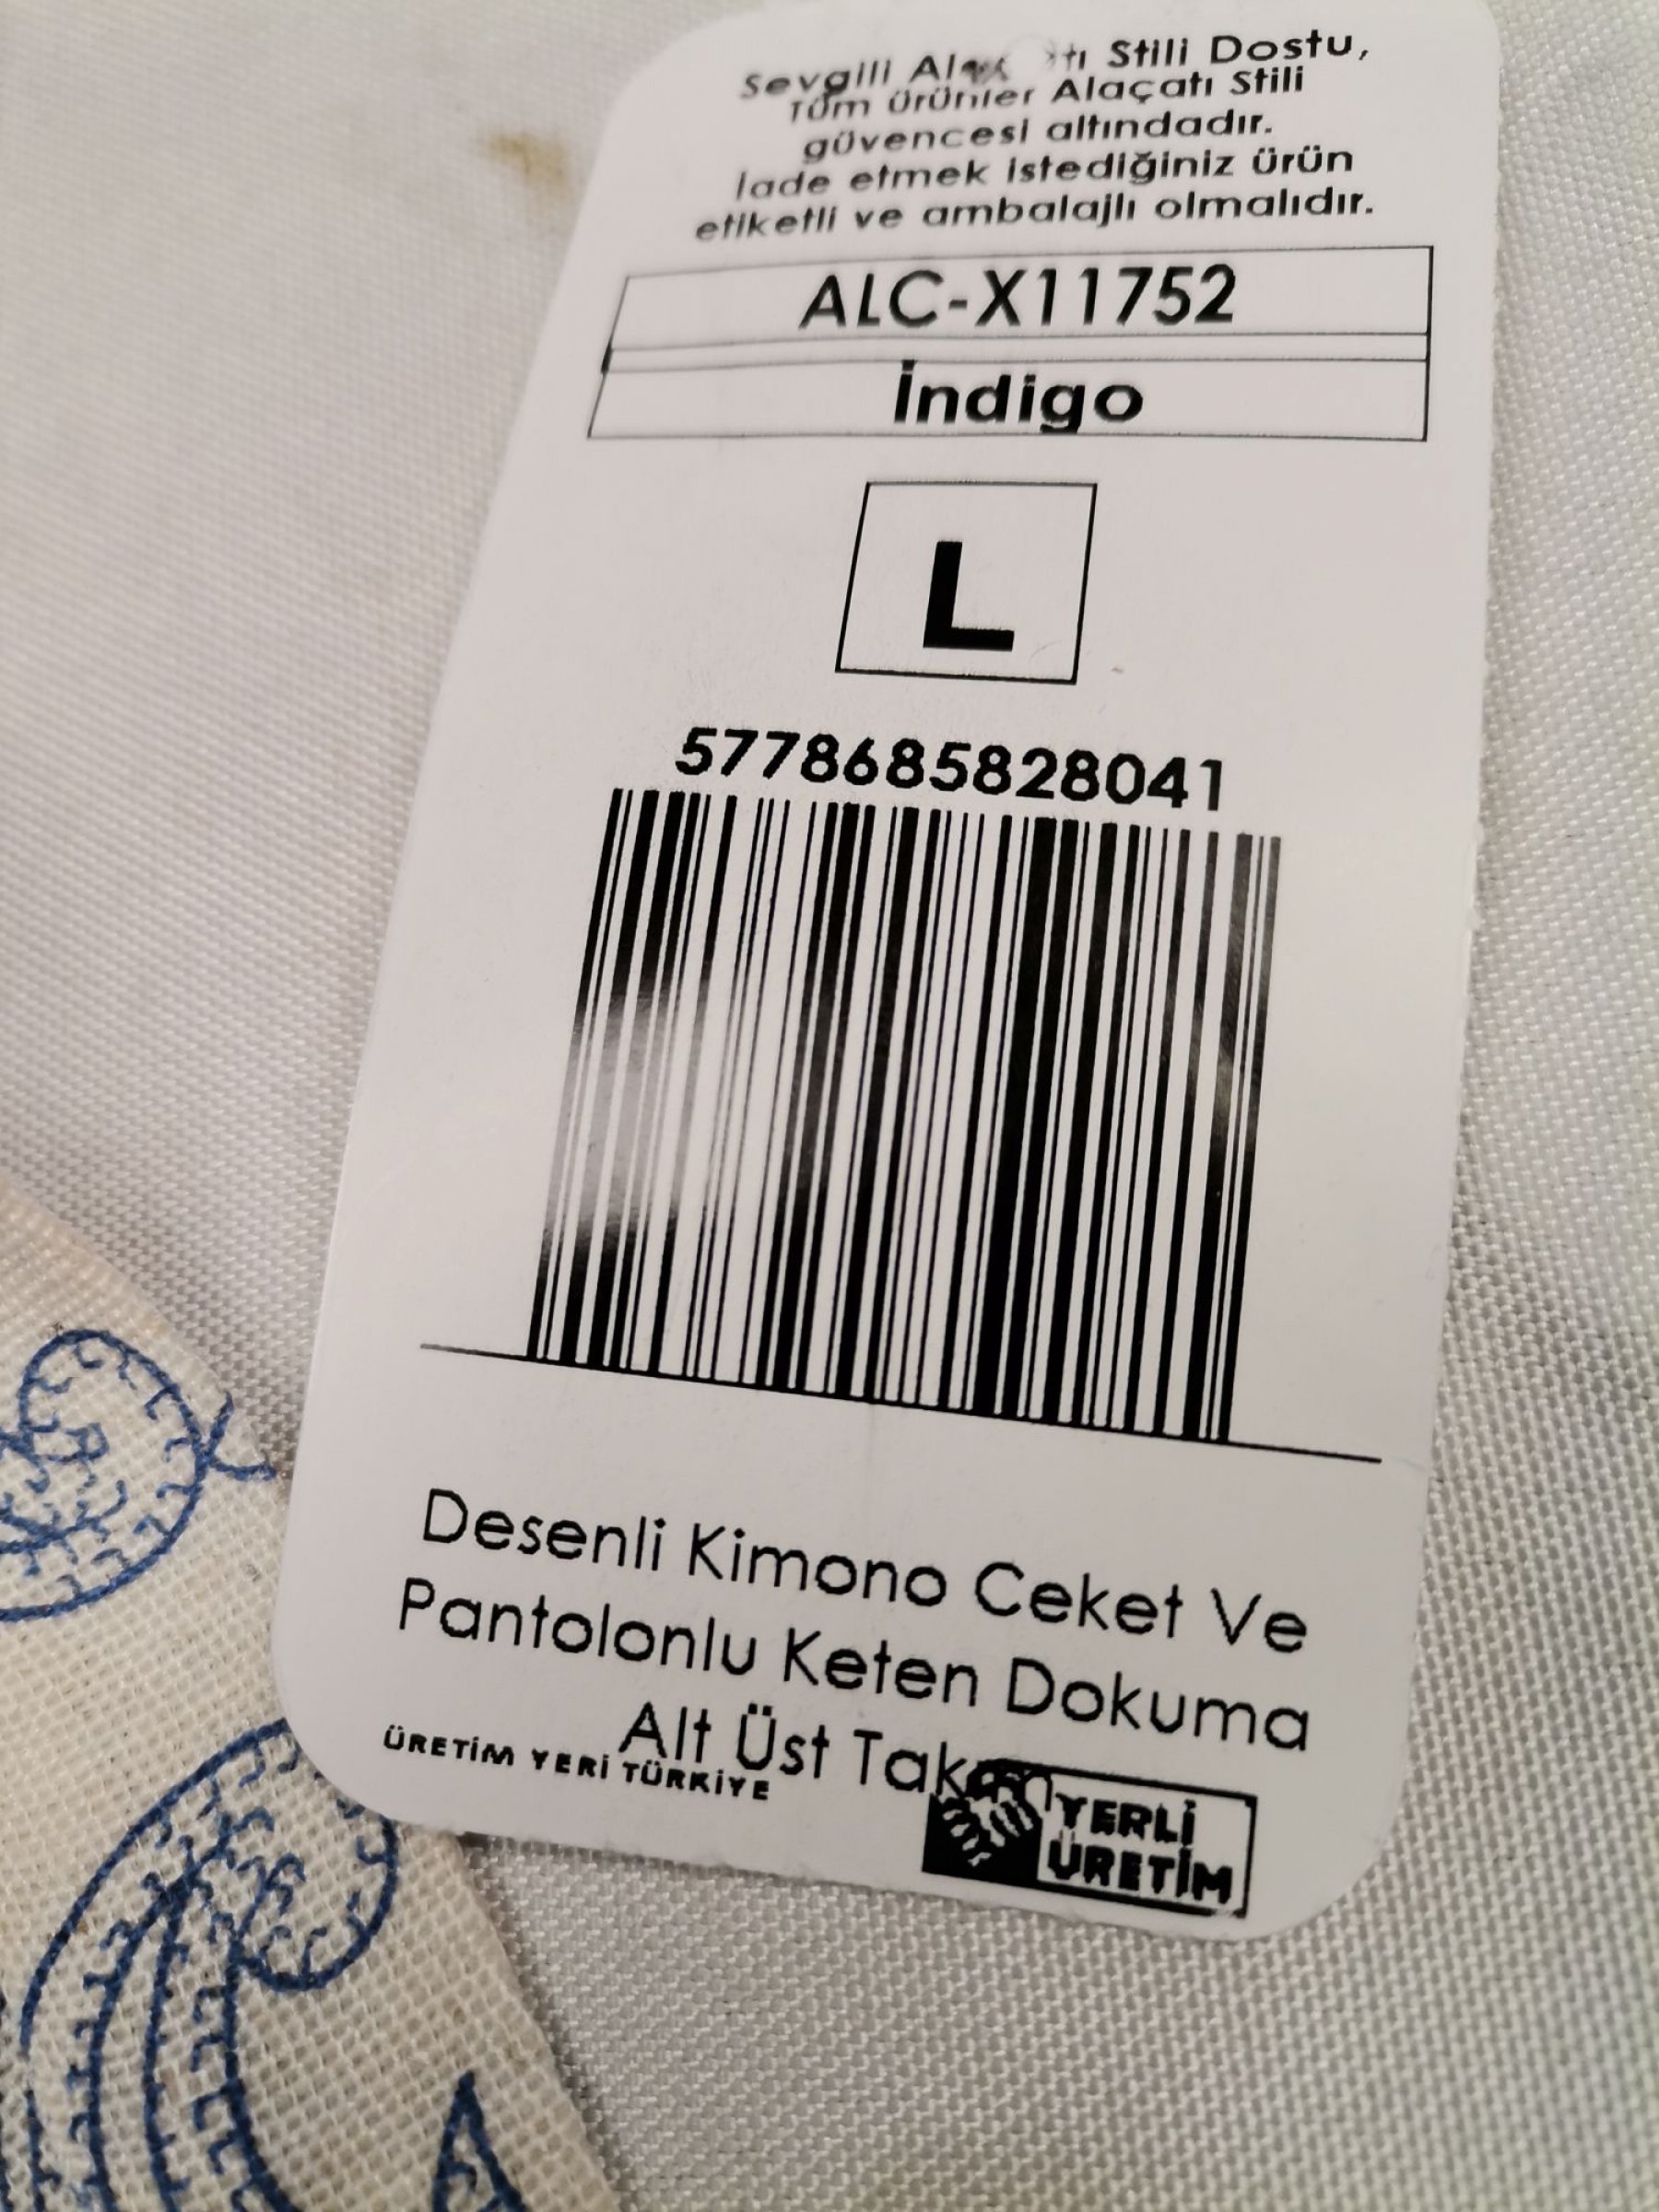 Sevgili Alaçatı Stili Dostu,
Tüm Ürünler Alaçatı Stili
güvencesi altındadır.
İade etmek istediğiniz ürün
etiketli ve ambalajlı olmalıdır.
ALC-X11752
İndigo
L
5778685828041
Desenli Kimono Ceket Ve
Pantolonlu Keten Dokuma
Alt Üst Takım
ÜRETİM YERİ TÜRKİYE
YERLİ
ÜRETİM